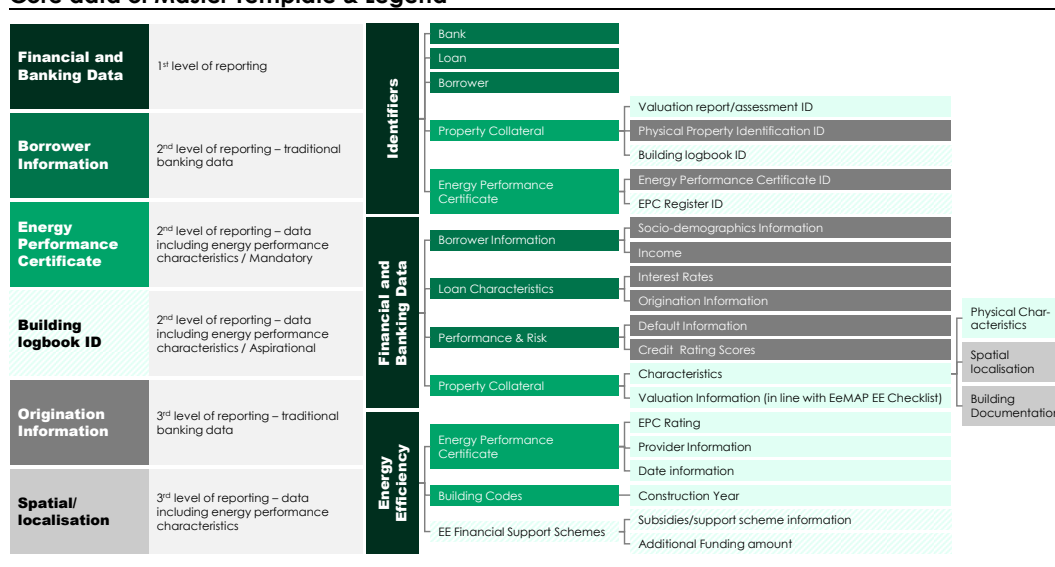 Core data of Master Template & Legend
Financial and
Banking Data
1st level of reporting
Borrower
Information
2nd level of reporting – traditional
banking data
Energy
Performance
Certificate
2nd level of reporting – data
including energy performance
characteristics / Mandatory
Building
logbook ID
2nd level of reporting – data
including energy performance
characteristics / Aspirational
Origination
Information
3rd level of reporting – traditional
banking data
Spatial/
localisation
3rd level of reporting – data
including energy performance
characteristics
Identifiers
Bank
Loan
Borrower
Property Collateral
Valuation report/assessment ID
Physical Property Identification ID
Building logbook ID
Energy Performance
Certificate
Energy Performance Certificate ID
EPC Register ID
Financial and
Banking Data
Borrower Information
Socio-demographics Information
Income
Loan Characteristics
Interest Rates
Origination Information
Performance & Risk
Default Information
Credit Rating Scores
Property Collateral
Characteristics
Valuation Information (in line with EeMAP EE Checklist)
Physical Char-
acteristics
Spatial
localisation
Building
Documentation
Energy
Efficiency
Energy Performance
Certificate
EPC Rating
Provider Information
Date information
Building Codes
Construction Year
EE Financial Support Schemes
Subsidies/support scheme information
Additional Funding amount